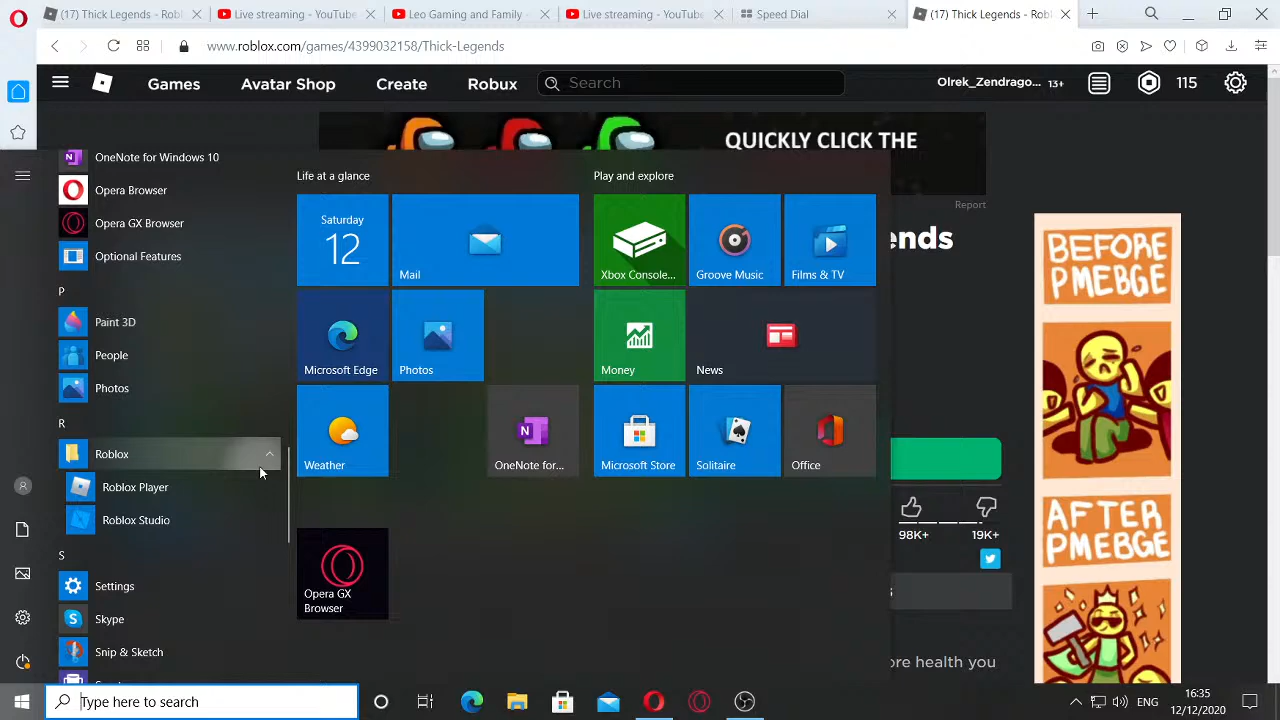 (17) Thick Legends - Robl
Live streaming - YouTube
Leo Gaming and Family -
Live streaming - YouTube
Speed Dial
(17) Thick Legends - Robl
www.roblox.com/games/4399032158/Thick-Legends
Games
Avatar Shop
Create
Robux
Search
Olrek_Zendrago... 13+
115
QUICKLY CLICK THE
Report
ends
OneNote for Windows 10
Opera Browser
Opera GX Browser
Optional Features
P
Paint 3D
People
Photos
R
Roblox
Roblox Player
Roblox Studio
S
Settings
Skype
Snip & Sketch
Life at a glance
Saturday
12
Mail
Microsoft Edge
Photos
Weather
OneNote for...
Opera GX
Browser
Play and explore
Xbox Console...
Groove Music
Films & TV
Money
News
Microsoft Store
Solitaire
Office
98K+
19K+
ore health you
BEFORE
PMEBGE
AFTER
PMEBGE
Type here to search
ENG
16:35
12/12/2020